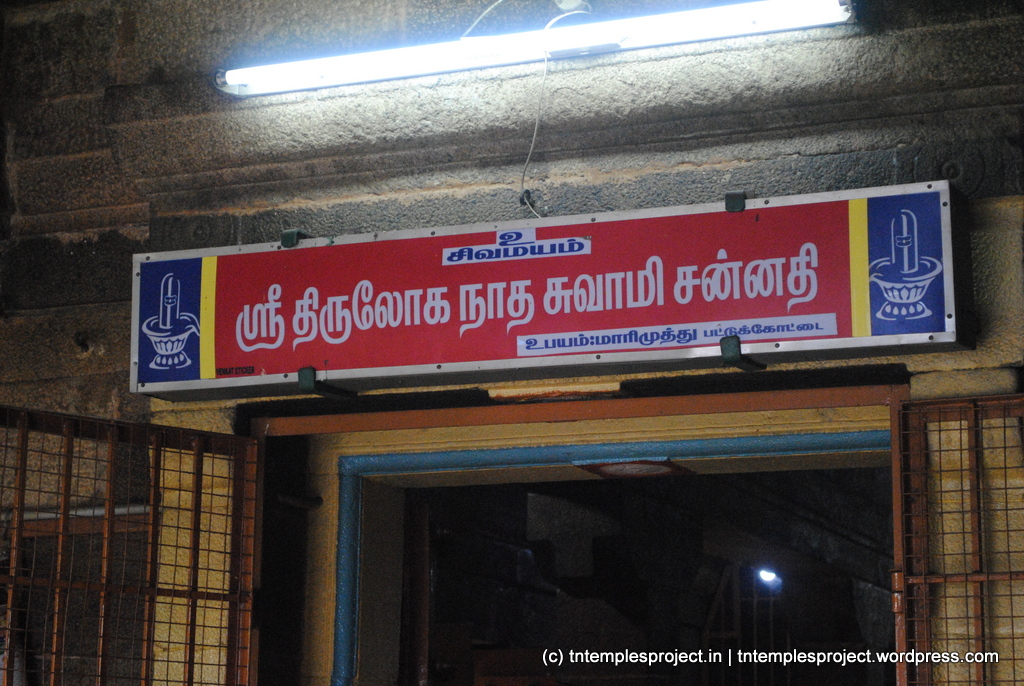 உ
சிவமயம்
ஸ்ரீ திருலோக நாத சுவாமி சன்னதி
உபயம்:மாரிமுத்து பட்டுக்கோட்டை
(c) tntemplesproject.in | tntemplesproject.wordpress.com